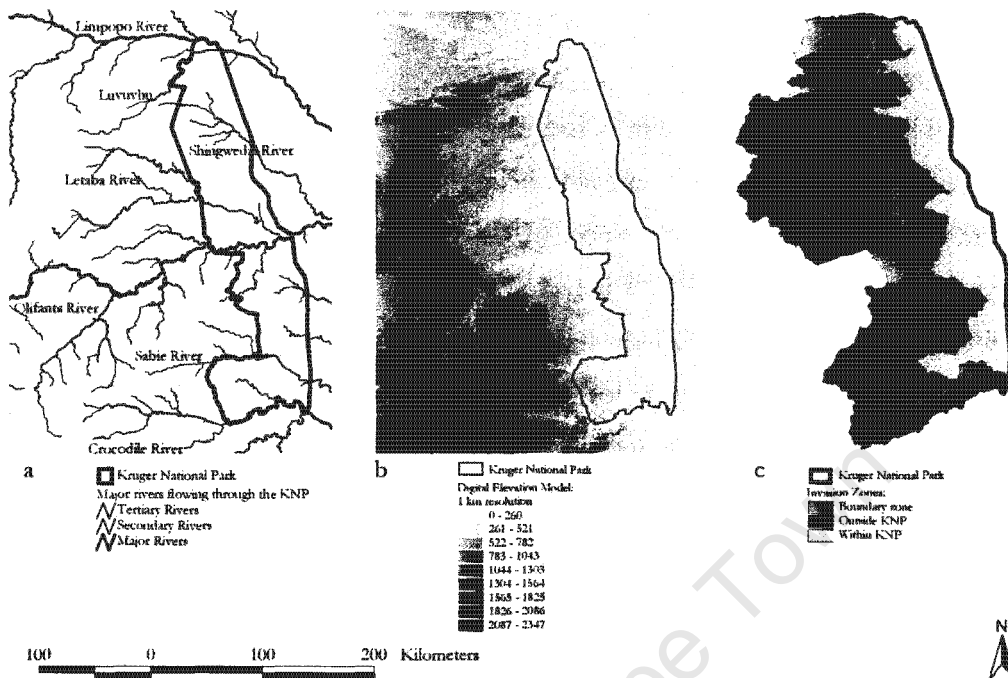 Limpopo River
Luvuvhu
Shingwedzi River
Letaba River
Olifants River
Sabie River
Crocodile River
a
Kruger National Park
Major rivers flowing through the KNP
Tertiary Rivers
Secondary Rivers
Major Rivers
b
Kruger National Park
Digital Elevation Model:
1 km resolution
0 - 260
261 - 521
522 - 782
783 - 1043
1044 - 1303
1304 - 1564
1565 - 1825
1826 - 2086
2087 - 2347
c
Kruger National Park
Invasion Zones:
Boundary zone
Outside KNP
Within KNP
100 0 100 200 Kilometers
N
Town